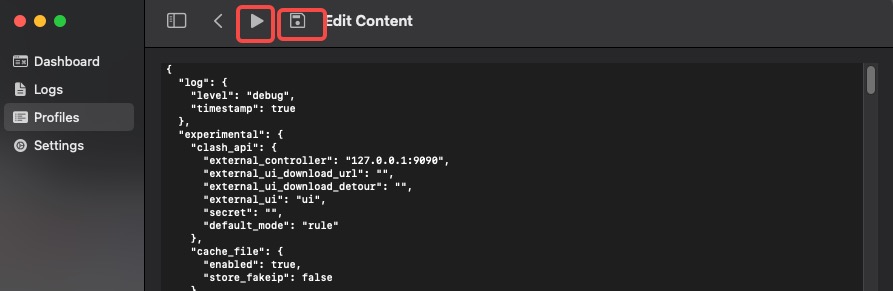 Edit Content
Dashboard
Logs
Profiles
Settings
{
  "log": {
    "level": "debug",
    "timestamp": true
  },
  "experimental": {
    "clash_api": {
      "external_controller": "127.0.0.1:9090",
      "external_ui_download_url": "",
      "external_ui_download_detour": "",
      "external_ui": "ui",
      "secret": "",
      "default_mode": "rule"
    },
    "cache_file": {
      "enabled": true,
      "store_fakeip": false
    }